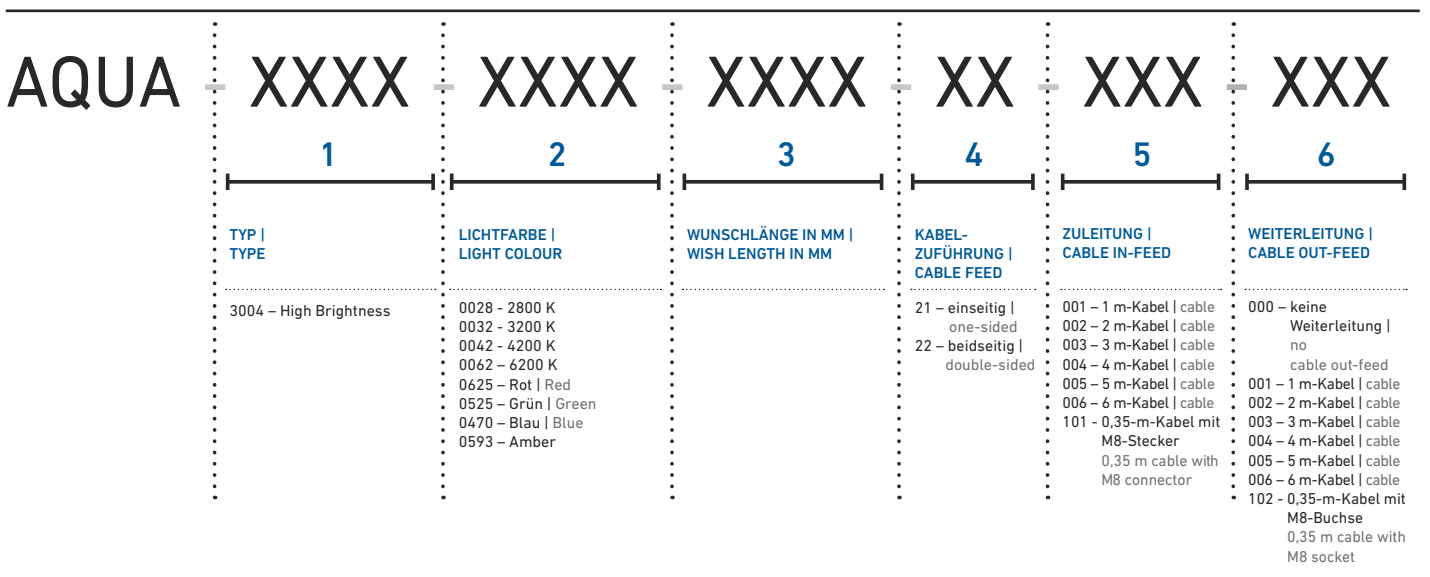 AQUA - XXXX - XXXX - XXXX - XX - XXX - XXX
1
2
3
4
5
6
TYP |
TYPE
3004 – High Brightness
LICHTFARBE |
LIGHT COLOUR
0028 - 2800 K
0032 - 3200 K
0042 - 4200 K
0062 – 6200 K
0625 – Rot | Red
0525 – Grün | Green
0470 – Blau | Blue
0593 – Amber
WUNSCHLÄNGE IN MM |
WISH LENGTH IN MM
KABEL-
ZUFÜHRUNG |
CABLE FEED
21 – einseitig |
one-sided
22 – beidseitig |
double-sided
ZULEITUNG |
CABLE IN-FEED
001 – 1 m-Kabel | cable
002 – 2 m-Kabel | cable
003 – 3 m-Kabel | cable
004 – 4 m-Kabel | cable
005 – 5 m-Kabel | cable
006 – 6 m-Kabel | cable
101 - 0,35-m-Kabel mit
M8-Stecker
0,35 m cable with
M8 connector
WEITERLEITUNG |
CABLE OUT-FEED
000 – keine
Weiterleitung |
no
cable out-feed
001 – 1 m-Kabel | cable
002 – 2 m-Kabel | cable
003 – 3 m-Kabel | cable
004 – 4 m-Kabel | cable
005 – 5 m-Kabel | cable
006 – 6 m-Kabel | cable
102 - 0,35-m-Kabel mit
M8-Buchse
0,35 m cable with
M8 socket